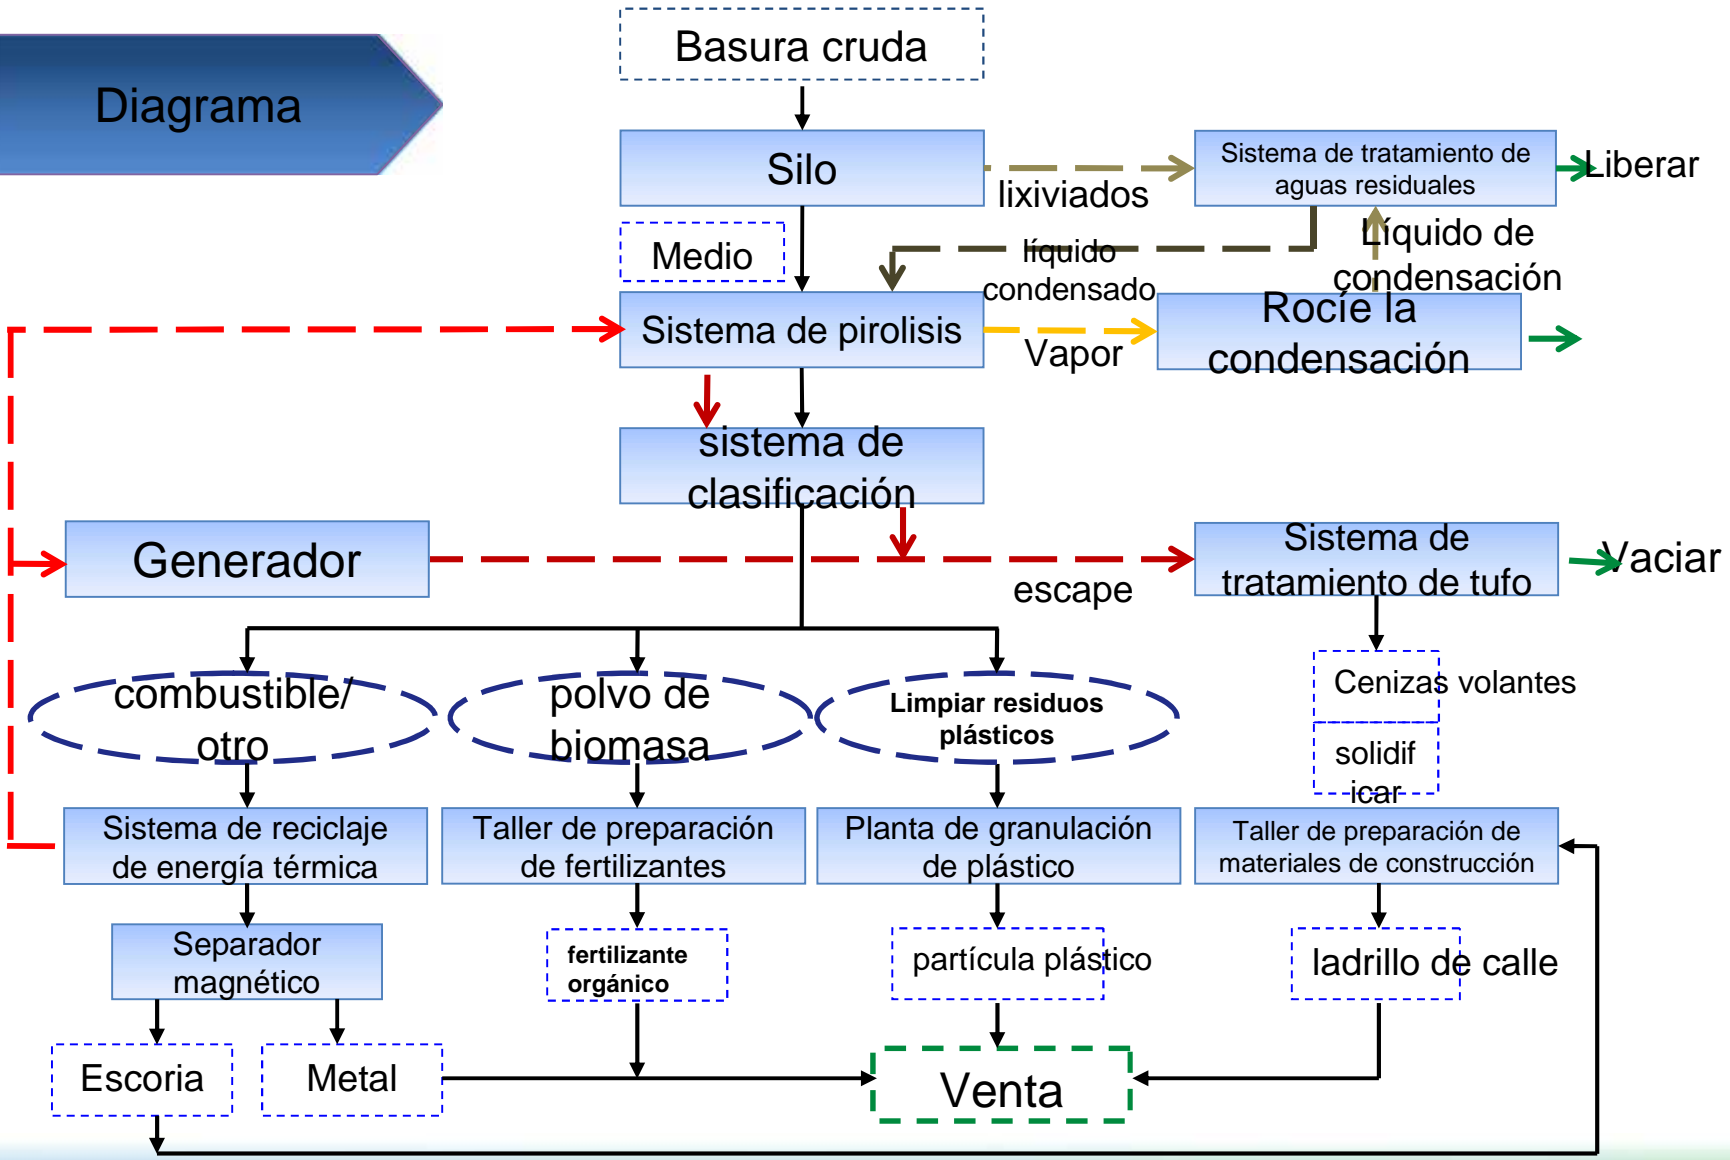 Basura cruda
Diagrama
Silo
Sistema de tratamiento de
aguas residuales
Liberar
lixiviados
Medio
líquido
condensado
Líquido de
condensación
Sistema de pirolisis
Vapor
Rocíe la
condensación
sistema de
clasificación
Generador
escape
Sistema de
tratamiento de tufo
Vaciar
combustible/
otro
polvo de
biomasa
Limpiar residuos
plásticos
Cenizas volantes
solidif
icar
Sistema de reciclaje
de energía térmica
Taller de preparación
de fertilizantes
Planta de granulación
de plástico
Taller de preparación de
materiales de construcción
Separador
magnético
fertilizante
orgánico
partícula plástico
ladrillo de calle
Escoria
Metal
Venta